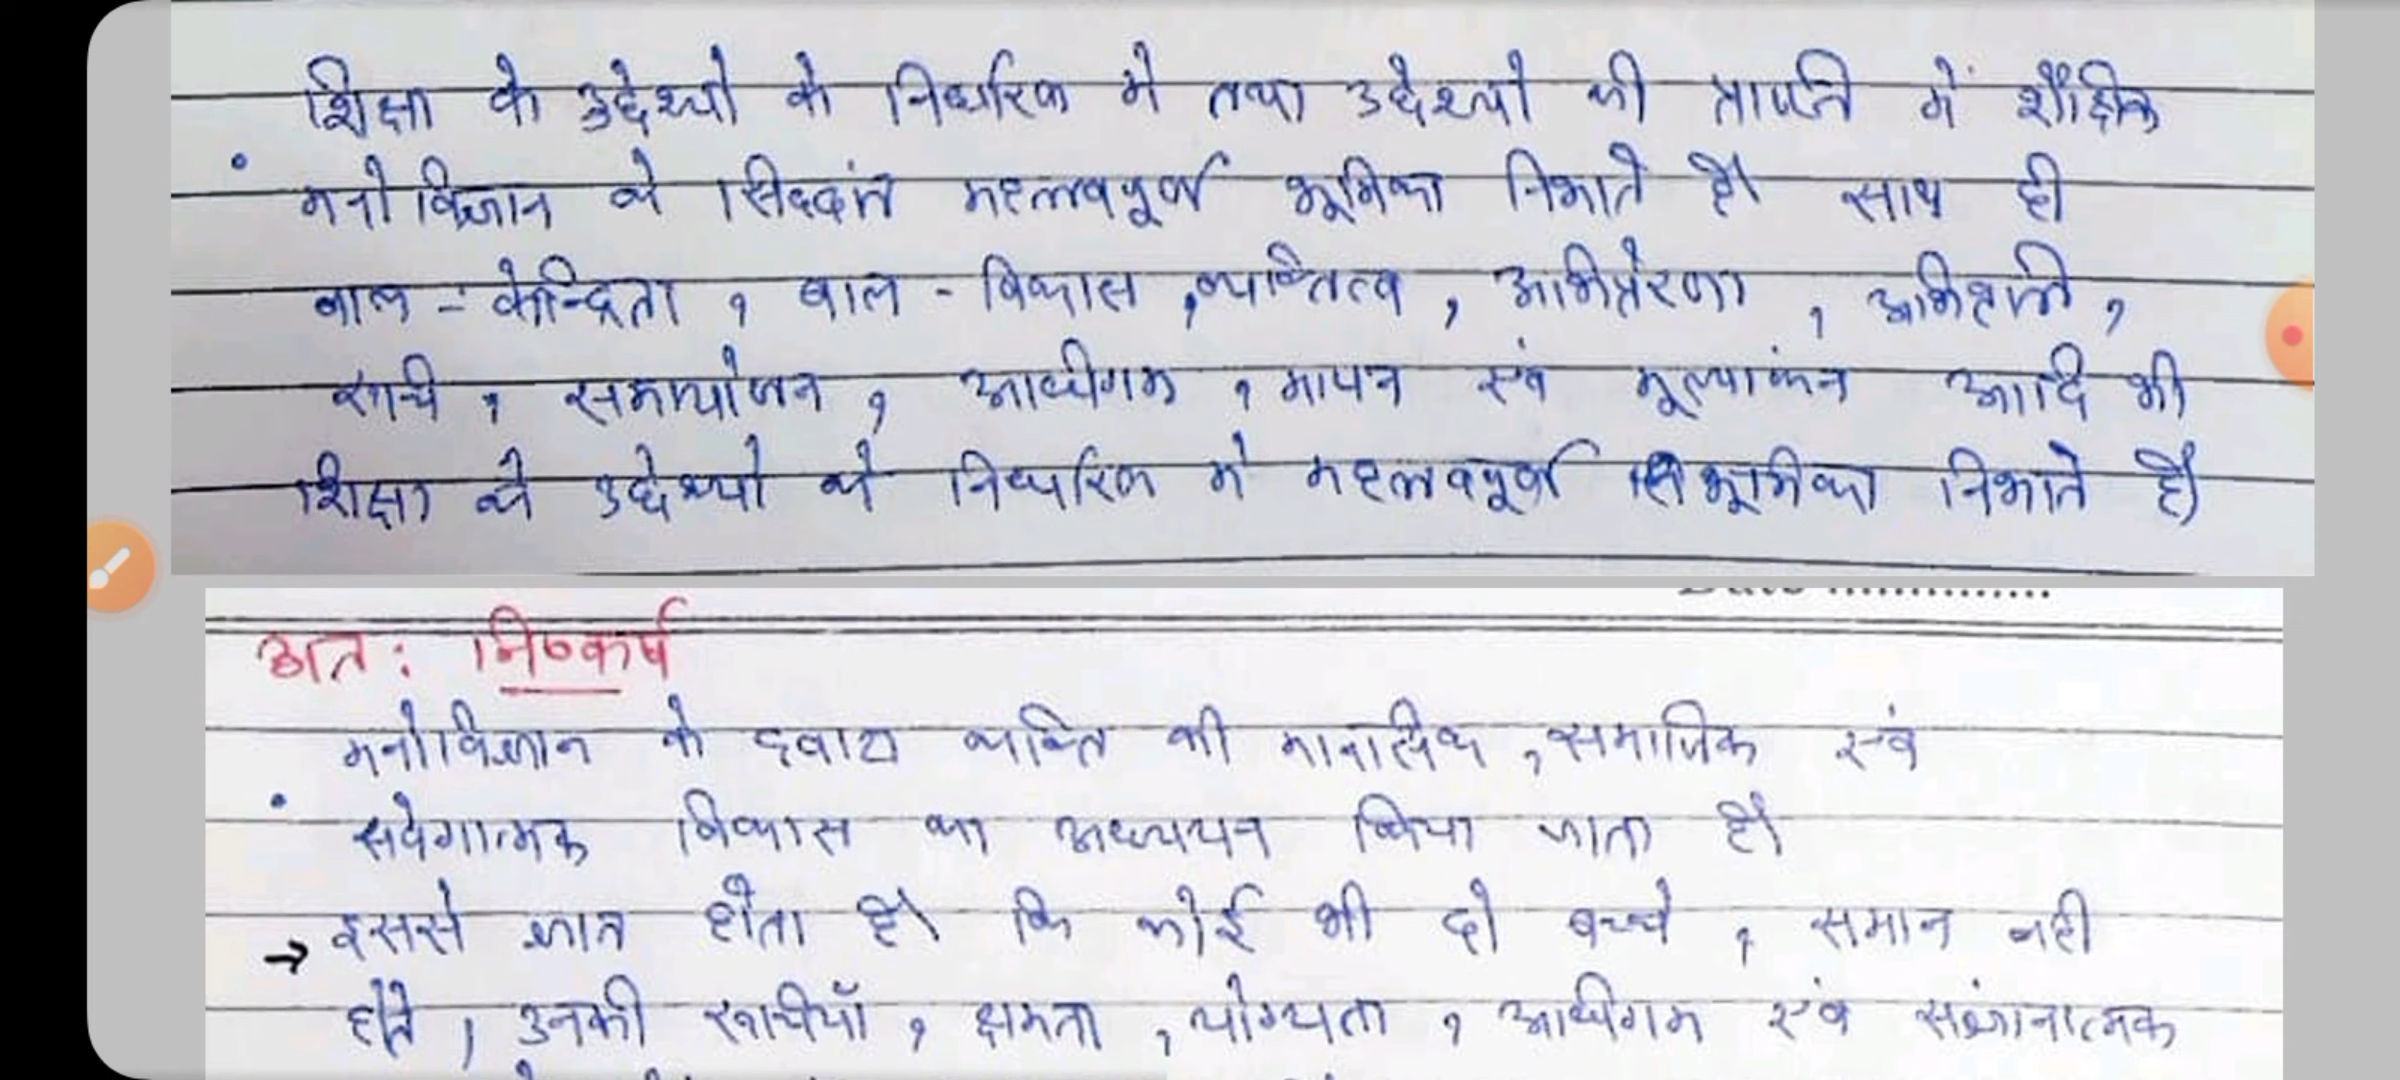 शिक्षा के उद्देश्यो के निर्धारण मे तथा उद्देश्यो की प्राप्ति में शैक्षिक
मनोविज्ञान के सिद्धांत महत्वपूर्ण भूमिका निभाते है। साथ ही
बाल - केन्द्रिता , बाल - विकास , व्यक्तित्व , अभिप्रेरणा , अभिवृत्ति ,
रुचि , समायोजन , अधिगम , मापन एवं मूल्यांकन आदि भी
शिक्षा के उद्देश्यो के निर्धारण मे महत्वपूर्ण भूमिका निभाते है।
अत : निष्कर्ष
मनोविज्ञान के द्वारा व्यक्ति की मानसिक , समाजिक एवं
• सवेगात्मक विकास का अध्ययन किया जाता है।
→ इससे ज्ञात होता है। कि कोई भी दो बच्चे , समान नही
होते , उनकी रुचियाँ , क्षमता , योग्यता , अधिगम एवं संज्ञानात्मक